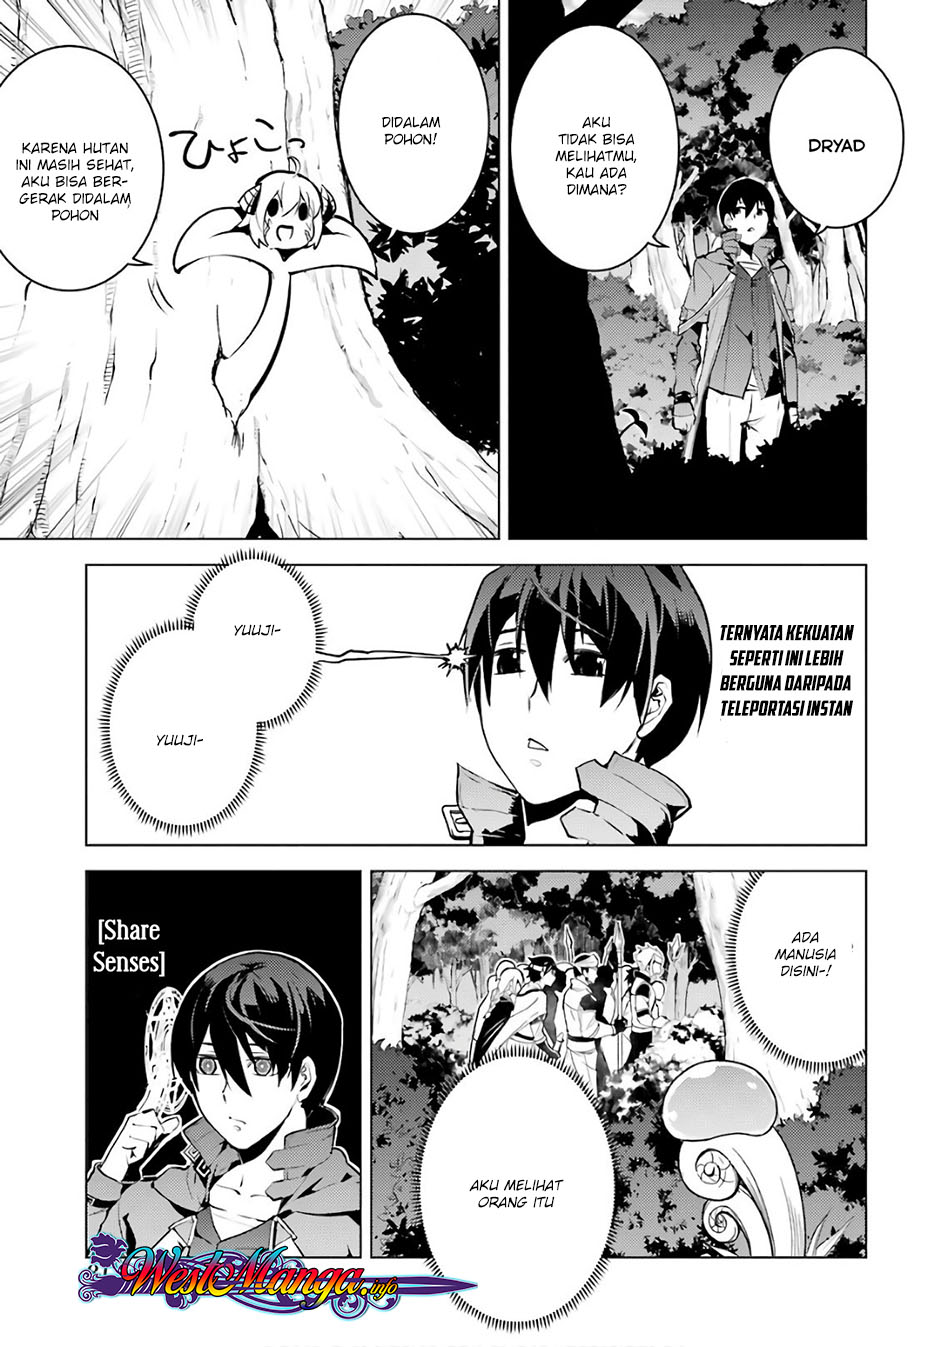 DRYAD
AKU
TIDAK BISA
MELIHATMU,
KAU ADA
DIMANA?
DIDALAM
POHON!
ひょこっ
KARENA HUTAN
INI MASIH SEHAT,
AKU BISA BER-
GERAK DIDALAM
POHON
TERNYATA KEKUATAN
SEPERTI INI LEBIH
BERGUNA DARIPADA
TELEPORTASI INSTAN
YUUJI-
YUUJI-
ADA
MANUSIA
DISINI-!
AKU MELIHAT
ORANG ITU
[Share
Senses]
WestManga.info